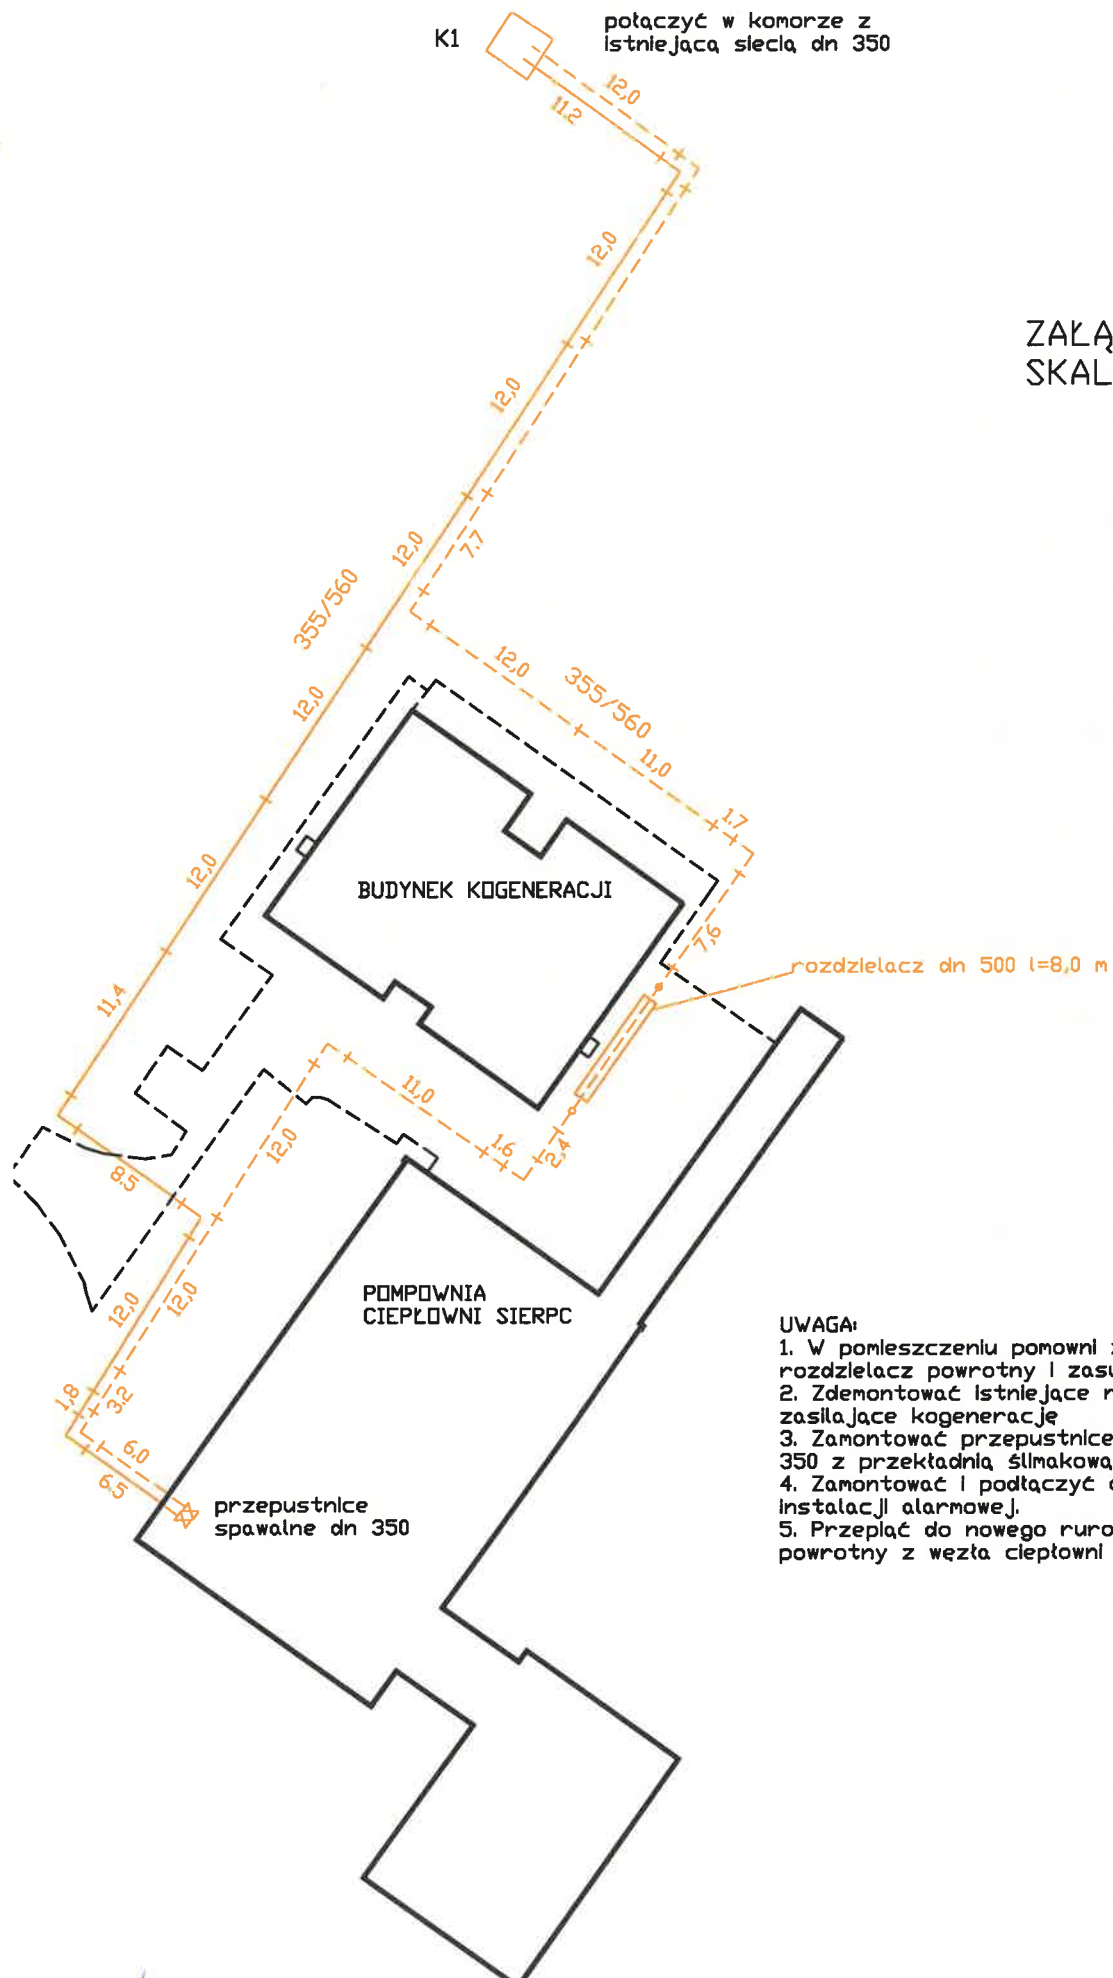 K1
połączyć w komorze z
istniejącą siecią dn 350
12,0
11.2
12,0
ZAŁĄ
SKAL
12,0
12,0
7.7
355/560
12,0
12,0
355/560
11,0
1.7
12,0
BUDYNEK KOGENERACJI
7,6
rozdzielacz dn 500 l=8,0 m
11,4
11,0
12,0
1.6
2,4
8.5
12,0
12,0
POMPOWNIA
CIEPŁOWNI SIERPC
1,8
3.2
6.0
6.5
przepustnice
spawalne dn 350
UWAGA:
1. W pomieszczeniu pomowni
rozdzielacz powrotny i zasu
2. Zdemontować istniejące r
zasilające kogenerację
3. Zamontować przepustnice
350 z przekładnią ślimakową
4. Zamontować i podłączyć
instalacji alarmowej.
5. Przepiąć do nowego ruro
powrotny z węzła ciepłowni